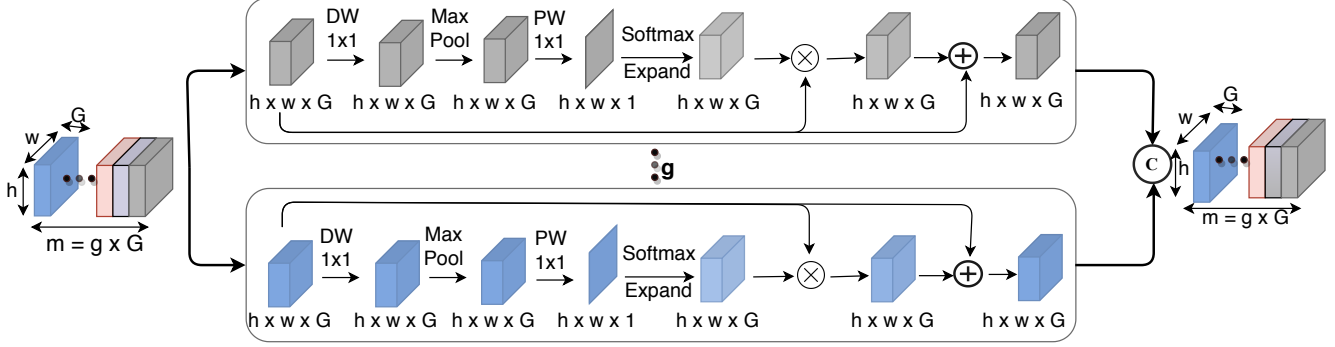 DW
1x1
Max
Pool
PW
1x1
Softmax
Expand
h x w x G
h x w x G
h x w x G
h x w x 1
h x w x G
h x w x G
h x w x G
G
w
h
m = g x G
g
C
G
w
h
m = g x G
DW
1x1
Max
Pool
PW
1x1
Softmax
Expand
h x w x G
h x w x G
h x w x G
h x w x 1
h x w x G
h x w x G
h x w x G